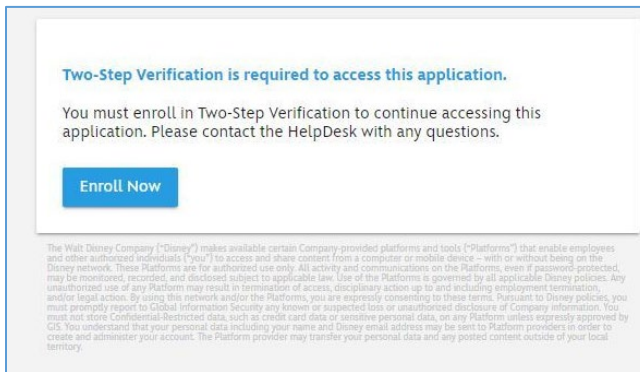 Two-Step Verification is required to access this application.
You must enroll in Two-Step Verification to continue accessing this
application. Please contact the HelpDesk with any questions.
Enroll Now
The Walt Disney Company ("Disney") makes available certain Company-provided platforms and tools ("Platforms") that enable employees
and other authorized individuals ("you") to access and share content from a computer or mobile device – with or without being on the
Disney network. These Platforms are for authorized use only. All activity and communications on the Platforms, even if password-protected,
may be monitored, recorded, and disclosed subject to applicable law. Use of the Platforms is governed by all applicable Disney policies. Any
unauthorized use of any Platform may result in termination of access, disciplinary action up to and including employment termination,
and/or legal action. By using this network and/or the Platforms, you are expressly consenting to these terms. Pursuant to Disney policies, you
must promptly report to Global Information Security any known or suspected loss or unauthorized disclosure of Company information. You
must not store Confidential-Restricted data, such as credit card data or sensitive personal data, on any Platform unless expressly approved by
GIS. You understand that your personal data including your name and Disney email address may be sent to Platform providers in order to
create and administer your account. The Platform provider may transfer your personal data and any posted content outside of your local
territory.